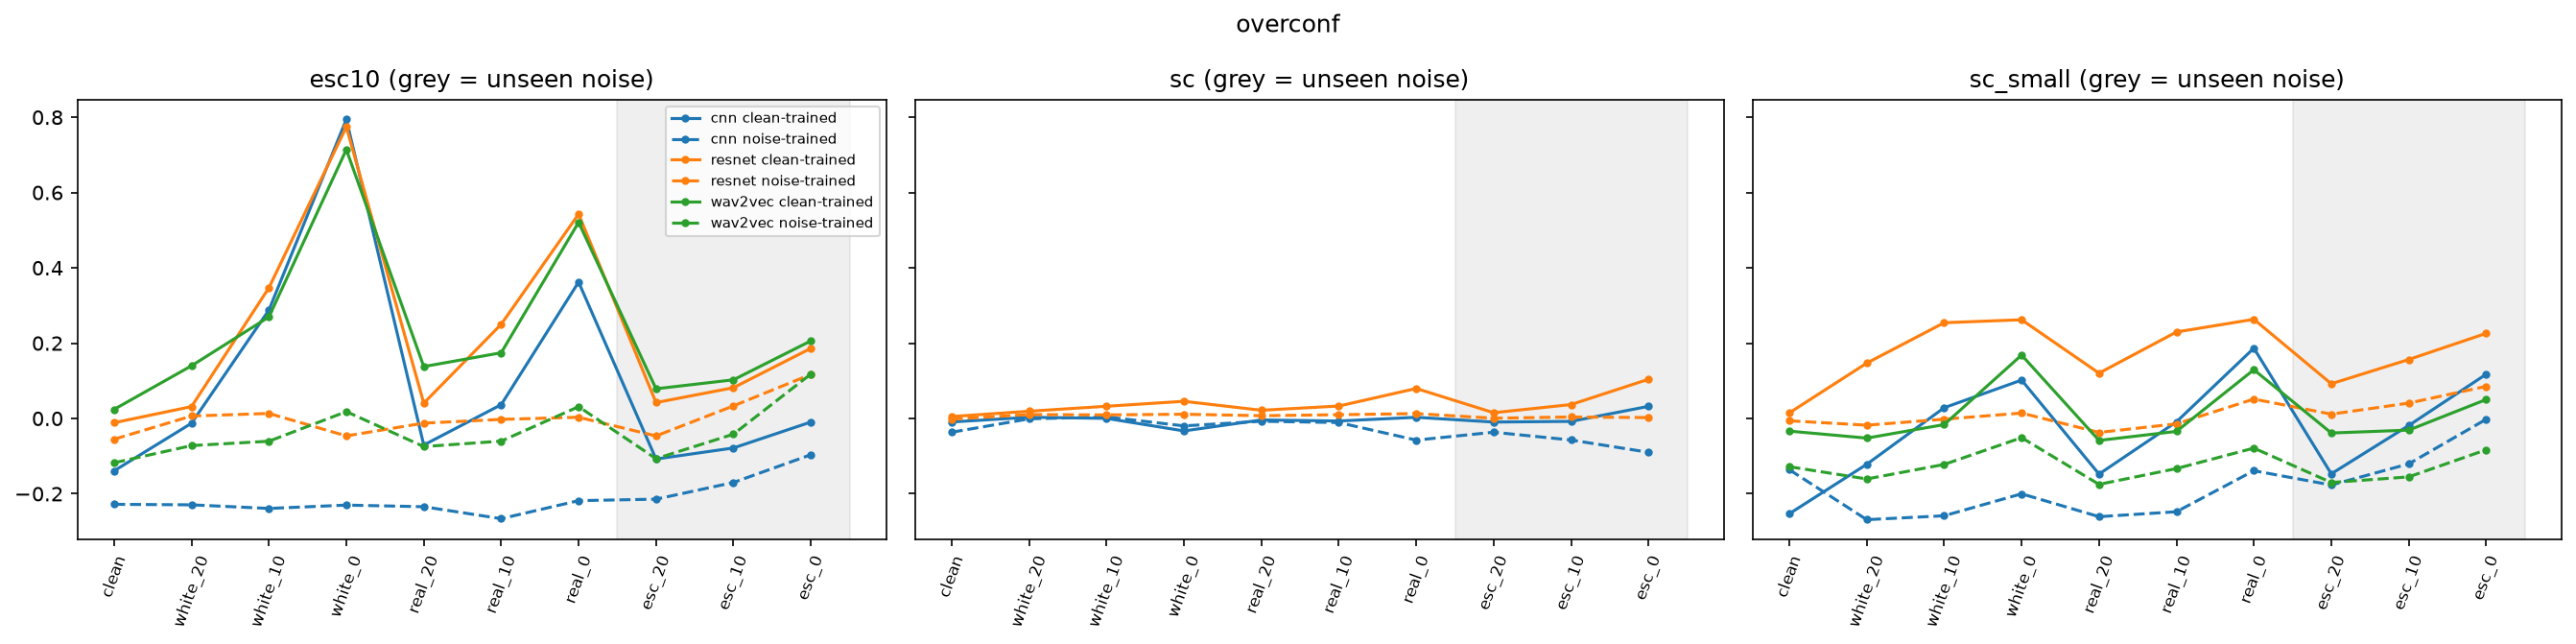 overconf
esc10 (grey = unseen noise)
sc (grey = unseen noise)
sc_small (grey = unseen noise)
0.8
0.6
0.4
0.2
0.0
−0.2
cnn clean-trained
cnn noise-trained
resnet clean-trained
resnet noise-trained
wav2vec clean-trained
wav2vec noise-trained
clean
white_20
white_10
white_0
real_20
real_10
real_0
esc_20
esc_10
esc_0
clean
white_20
white_10
white_0
real_20
real_10
real_0
esc_20
esc_10
esc_0
clean
white_20
white_10
white_0
real_20
real_10
real_0
esc_20
esc_10
esc_0